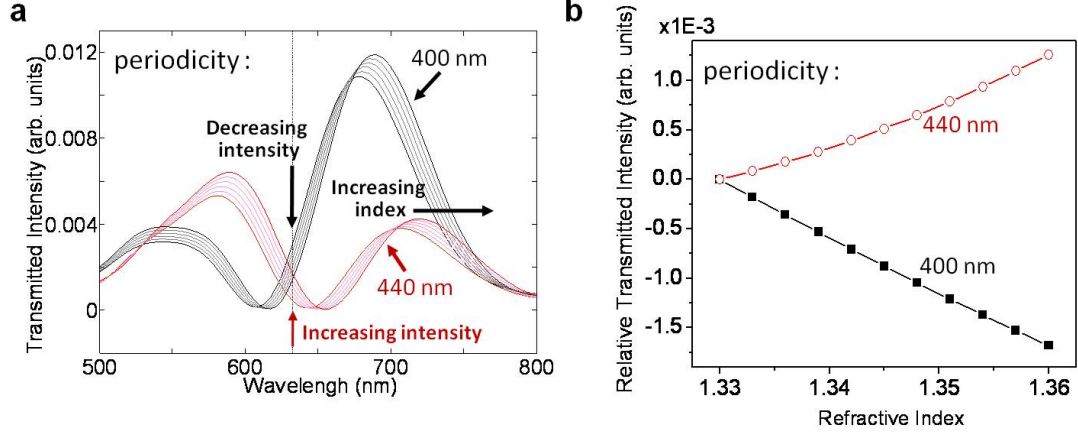 a
Transmitted Intensity (arb. units)
0.012
0.008
0.004
0
periodicity :
400 nm
Decreasing
intensity
Increasing
index
440 nm
Increasing intensity
500
600
700
800
Wavelengh (nm)
b
x1E-3
Relative Transmitted Intensity (arb. units)
1.0
0.5
0.0
-0.5
-1.0
-1.5
periodicity :
440 nm
400 nm
1.33
1.34
1.35
1.36
Refractive Index